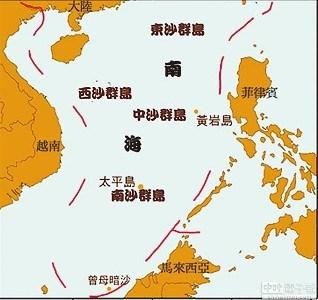 大陸
東沙群島
南
西沙群島
菲律賓
中沙群島
黃岩島
海
越南
太平島
南沙群島
馬來西亞
曾母暗沙
中時電子報